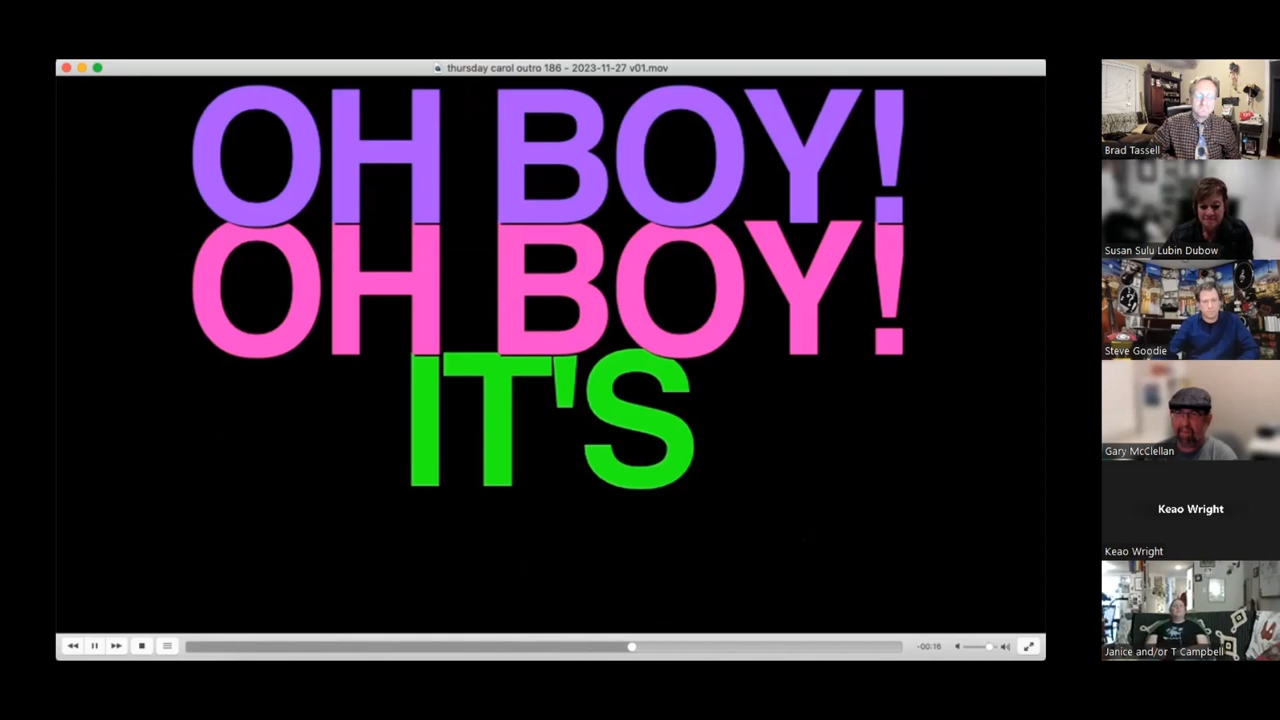 thursday carol outro 186 - 2023-11-27 v01.mov
OH BOY!
OH BOY!
IT'S
-00:16
Brad Tassell
Susan Sulu Lubin Dubow
Steve Goodie
Gary McClellan
Keao Wright
Keao Wright
Janice and/or T Campbell